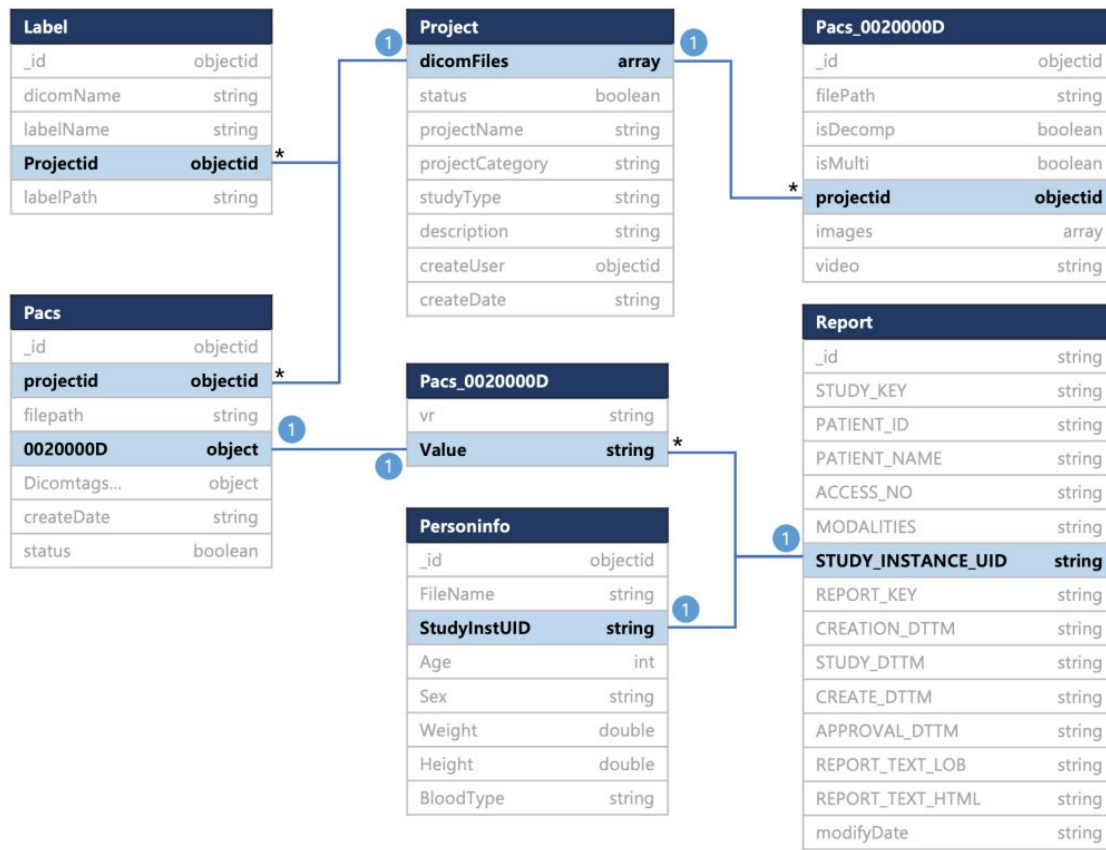 Label
_id objectid
dicomName string
labelName string
Projectid objectid *
labelPath string
Project
1 dicomFiles array 1
status boolean
projectName string
projectCategory string
studyType string
description string
createUser objectid
createDate string
Pacs_0020000D
_id objectid
filePath string
isDecomp boolean
isMulti boolean
* projectid objectid
images array
video string
Pacs
_id objectid
projectid objectid *
filepath string
0020000D object 1
Dicomtags... object
createDate string
status boolean
Pacs_0020000D
vr string
1 Value string *
Personinfo
_id objectid
FileName string
StudyInstUID string 1
Age int
Sex string
Weight double
Height double
BloodType string
Report
_id string
STUDY_KEY string
PATIENT_ID string
PATIENT_NAME string
ACCESS_NO string
MODALITIES string
1 STUDY_INSTANCE_UID string
REPORT_KEY string
CREATION_DTTM string
STUDY_DTTM string
CREATE_DTTM string
APPROVAL_DTTM string
REPORT_TEXT_LOB string
REPORT_TEXT_HTML string
modifyDate string